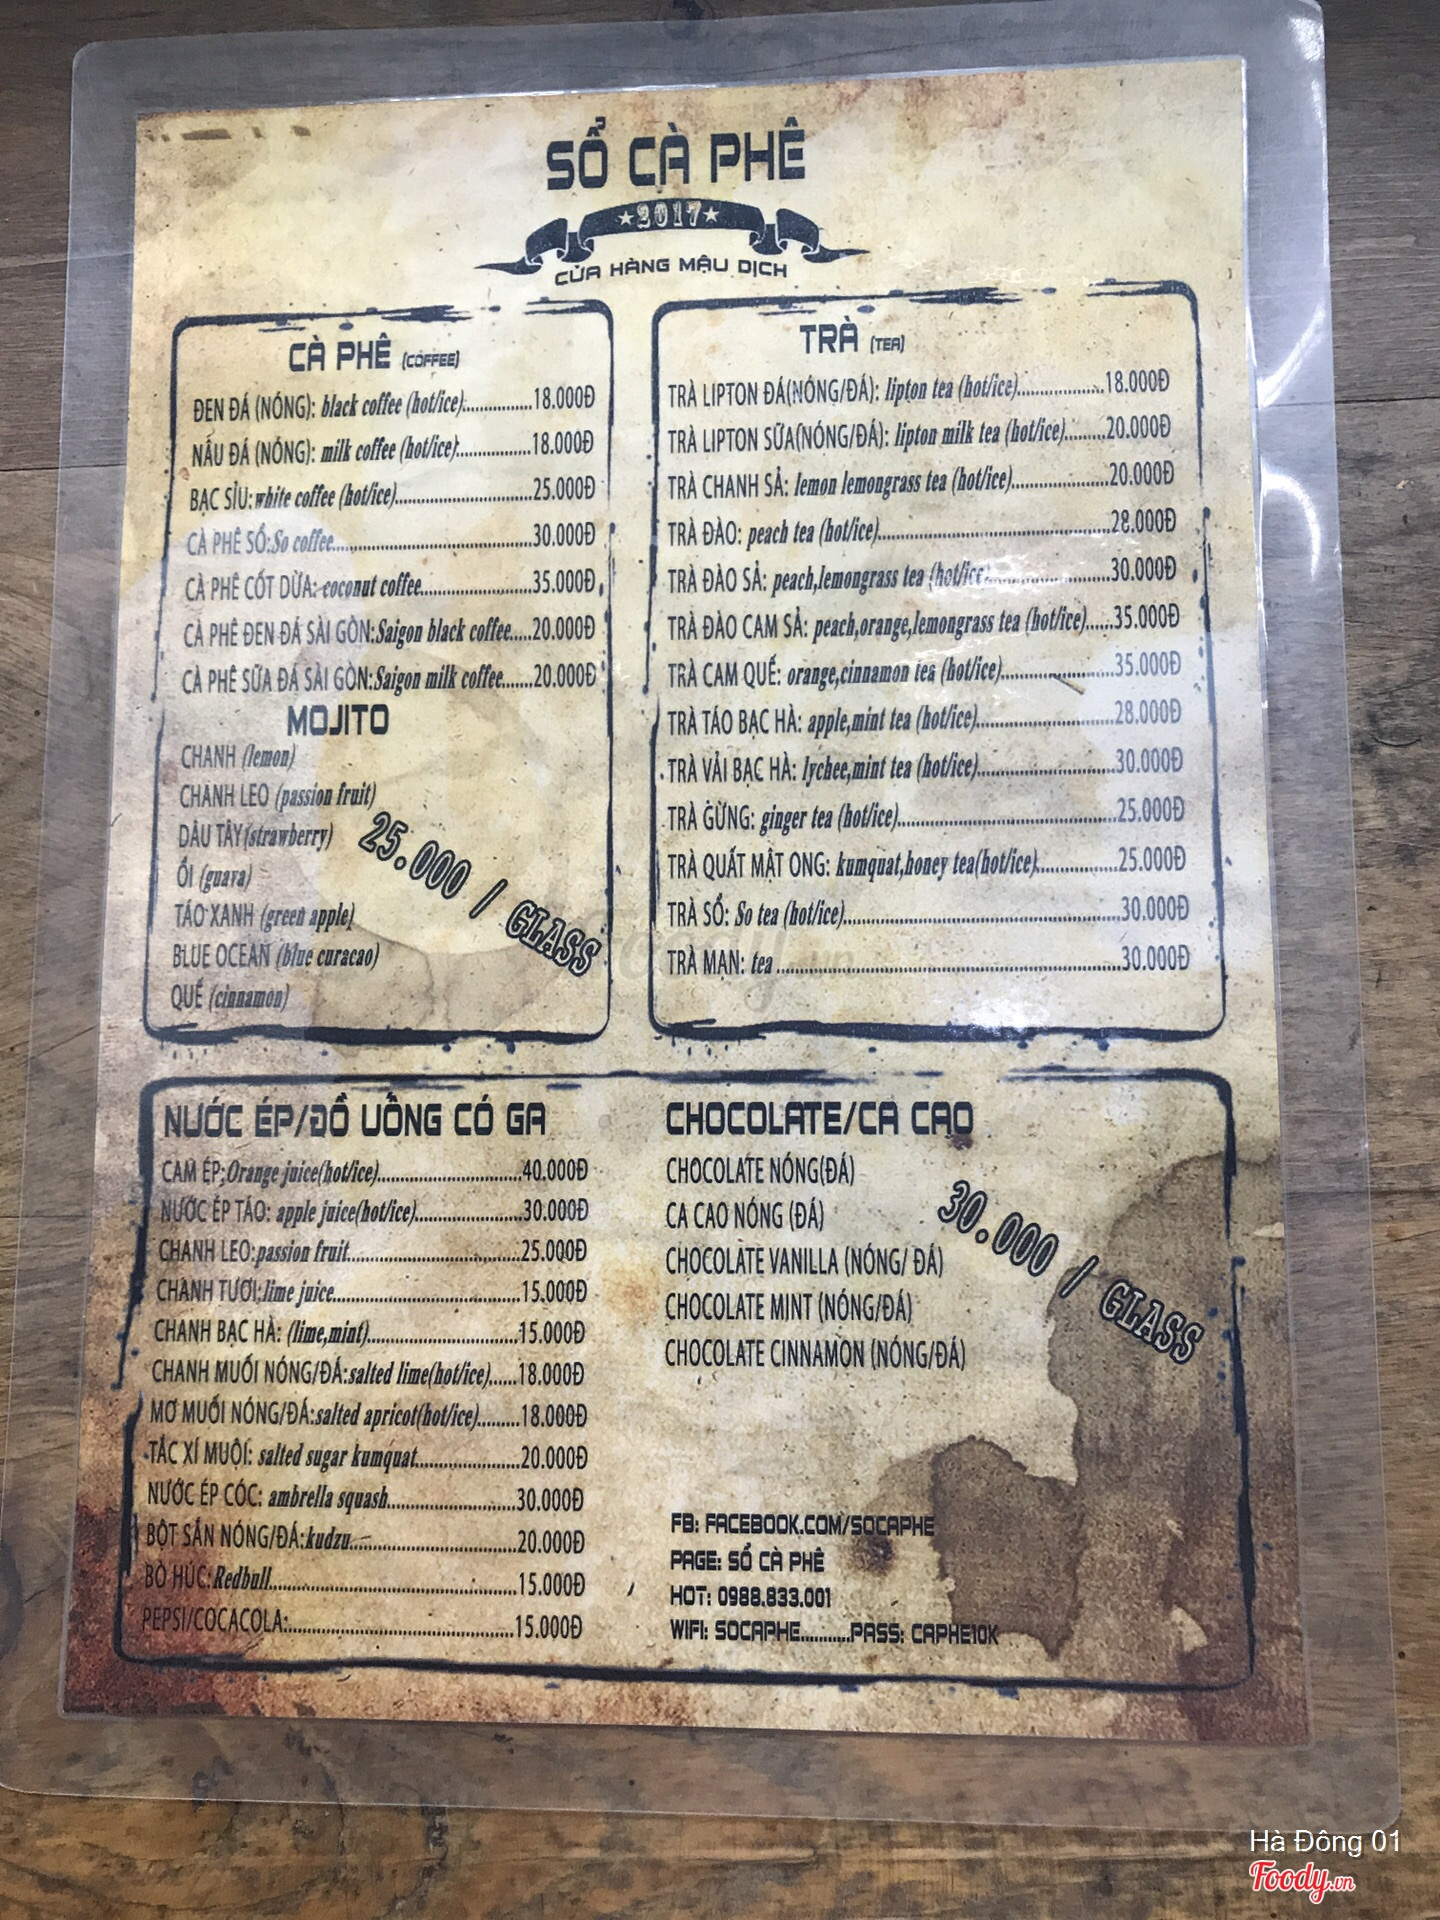 SỔ CÀ PHÊ
2017
CỬA HÀNG MẬU DỊCH
CÀ PHÊ (COFFEE)
ĐEN ĐÁ (NÓNG): black coffee (hot/ice)................18.000Đ
NÂU ĐÁ (NÓNG): milk coffee (hot/ice).................18.000Đ
BẠC SỈU: white coffee (hot/ice)...............................25.000Đ
CÀ PHÊ SỔ: So coffee..............................................30.000Đ
CÀ PHÊ CỐT DỪA: coconut coffee.........................35.000Đ
CÀ PHÊ ĐEN ĐÁ SÀI GÒN: Saigon black coffee.....20.000Đ
CÀ PHÊ SỮA ĐÁ SÀI GÒN: Saigon milk coffee.......20.000Đ
MOJITO
CHANH (lemon)
CHANH LEO (passion fruit)
DÂU TÂY (strawberry)
ỔI (guava)
TÁO XANH (green apple)
BLUE OCEAN (blue curacao)
QUẾ (cinnamon)
25.000 / GLASS
TRÀ (TEA)
TRÀ LIPTON ĐÁ(NÓNG/ĐÁ): lipton tea (hot/ice)...................18.000Đ
TRÀ LIPTON SỮA(NÓNG/ĐÁ): lipton milk tea (hot/ice).........20.000Đ
TRÀ CHANH SẢ: lemon lemongrass tea (hot/ice)......................20.000Đ
TRÀ ĐÀO: peach tea (hot/ice).....................................................28.000Đ
TRÀ ĐÀO SẢ: peach,lemongrass tea (hot/ice)...........................30.000Đ
TRÀ ĐÀO CAM SẢ: peach,orange,lemongrass tea (hot/ice)......35.000Đ
TRÀ CAM QUẾ: orange,cinnamon tea (hot/ice).........................35.000Đ
TRÀ TÁO BẠC HÀ: apple,mint tea (hot/ice)...............................28.000Đ
TRÀ VẢI BẠC HÀ: lychee,mint tea (hot/ice)...............................30.000Đ
TRÀ GỪNG: ginger tea (hot/ice)..................................................25.000Đ
TRÀ QUẤT MẬT ONG: kumquat,honey tea(hot/ice)..................25.000Đ
TRÀ SỔ: So tea (hot/ice)..............................................................30.000Đ
TRÀ MẠN: tea ..............................................................................30.000Đ
NƯỚC ÉP/ĐỒ UỐNG CÓ GA
CAM ÉP: Orange juice(hot/ice).................................40.000Đ
NƯỚC ÉP TÁO: apple juice(hot/ice).........................30.000Đ
CHANH LEO: passion fruit.........................................25.000Đ
CHANH TƯƠI: lime juice............................................15.000Đ
CHANH BẠC HÀ: (lime,mint)....................................15.000Đ
CHANH MUỐI NÓNG/ĐÁ: salted lime(hot/ice)......18.000Đ
MƠ MUỐI NÓNG/ĐÁ: salted apricot(hot/ice).........18.000Đ
TẮC XÍ MUỘI: salted sugar kumquat........................20.000Đ
NƯỚC ÉP CÓC: ambrella squash..............................30.000Đ
BỘT SẮN NÓNG/ĐÁ: kudzu.......................................20.000Đ
BÒ HÚC: Redbull..........................................................15.000Đ
PEPSI/COCACOLA:.....................................................15.000Đ
CHOCOLATE/CA CAO
CHOCOLATE NÓNG(ĐÁ)
CA CAO NÓNG (ĐÁ)
CHOCOLATE VANILLA (NÓNG/ ĐÁ)
CHOCOLATE MINT (NÓNG/ĐÁ)
CHOCOLATE CINNAMON (NÓNG/ĐÁ)
30.000 / GLASS
FB: FACEBOOK.COM/SOCAPHE
PAGE: SỔ CÀ PHÊ
HOT: 0988.833.001
WIFI: SOCAPHE..........PASS: CAPHE10K
Hà Đông 01
Foody.vn